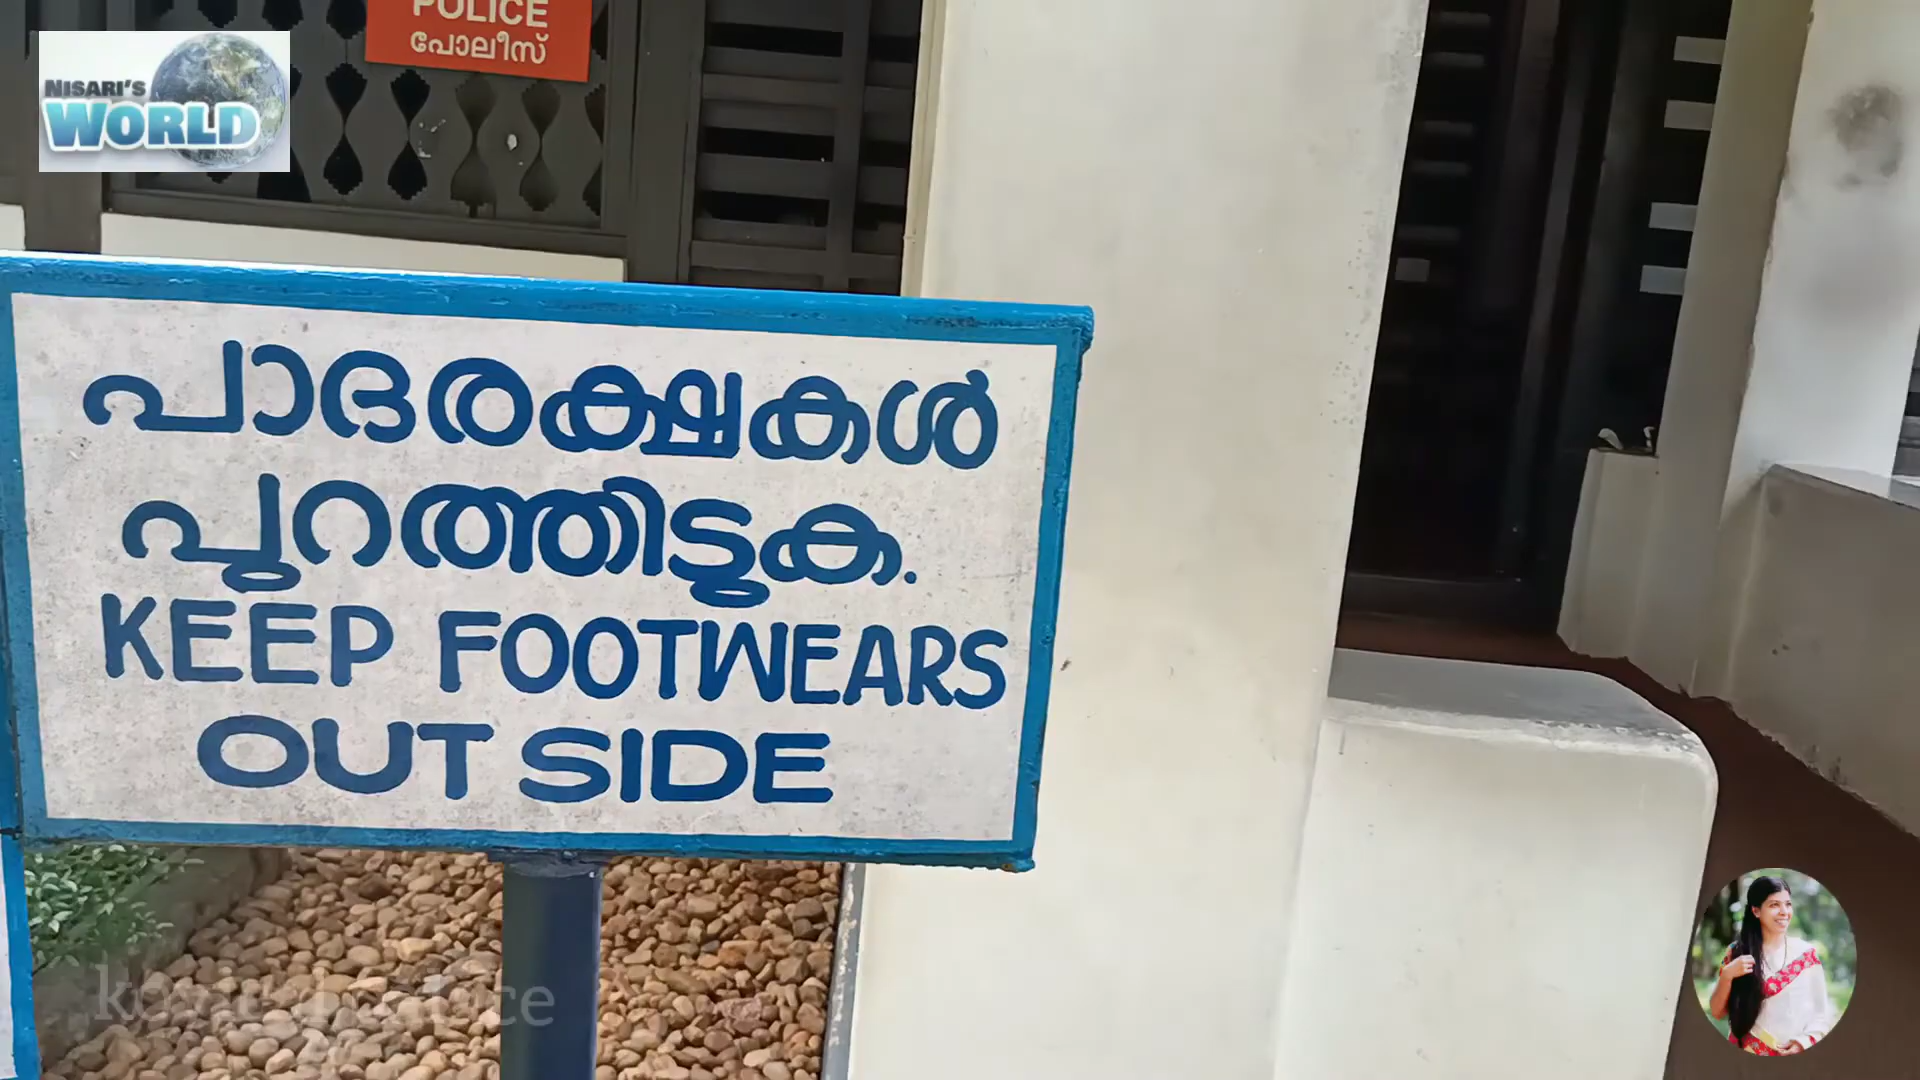 POLICE
പോലീസ്
NISARI'S
WORLD
പാദരക്ഷകൾ
പുറത്തിടുക.
KEEP FOOTWEARS
OUT SIDE